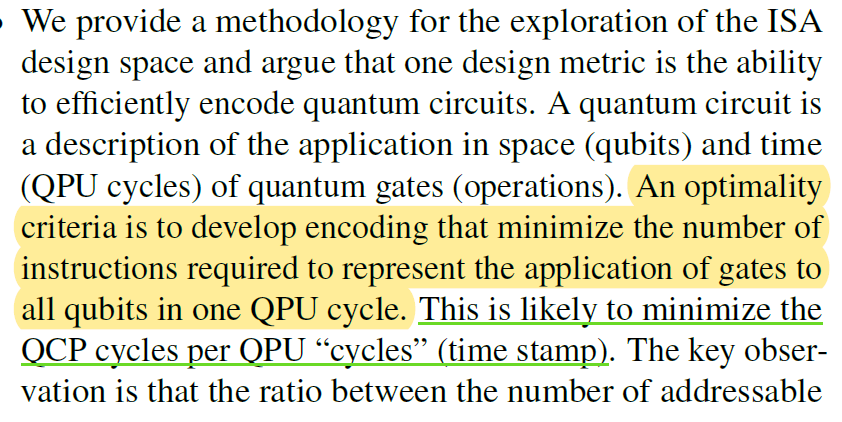 We provide a methodology for the exploration of the ISA
design space and argue that one design metric is the ability
to efficiently encode quantum circuits. A quantum circuit is
a description of the application in space (qubits) and time
(QPU cycles) of quantum gates (operations). An optimality
criteria is to develop encoding that minimize the number of
instructions required to represent the application of gates to
all qubits in one QPU cycle. This is likely to minimize the
QCP cycles per QPU “cycles” (time stamp). The key obser-
vation is that the ratio between the number of addressable